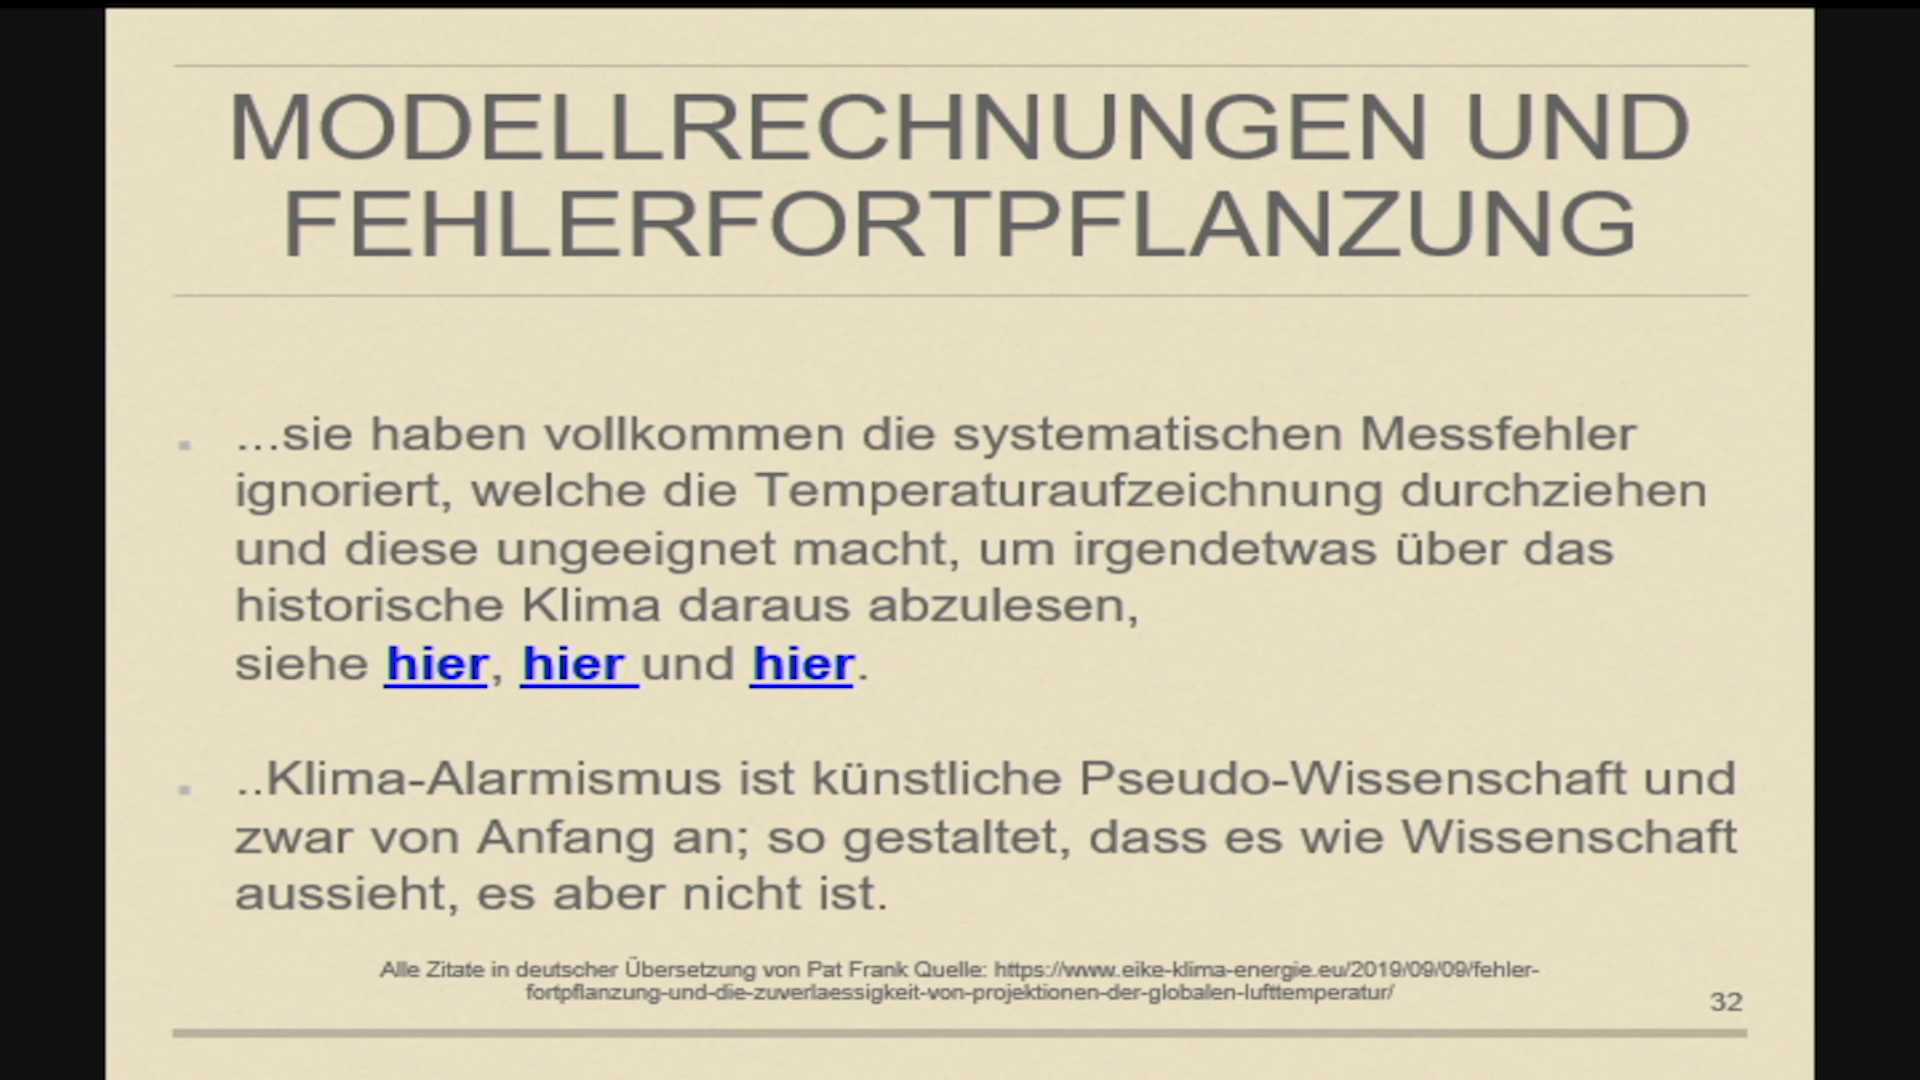 MODELLRECHNUNGEN UND
FEHLERFORTPFLANZUNG
...sie haben vollkommen die systematischen Messfehler
ignoriert, welche die Temperaturaufzeichnung durchziehen
und diese ungeeignet macht, um irgendetwas über das
historische Klima daraus abzulesen,
siehe hier, hier und hier.
..Klima-Alarmismus ist künstliche Pseudo-Wissenschaft und
zwar von Anfang an; so gestaltet, dass es wie Wissenschaft
aussieht, es aber nicht ist.
Alle Zitate in deutscher Übersetzung von Pat Frank Quelle: https://www.eike-klima-energie.eu/2019/09/09/fehler-
fortpflanzung-und-die-zuverlaessigkeit-von-projektionen-der-globalen-lufttemperatur/
32